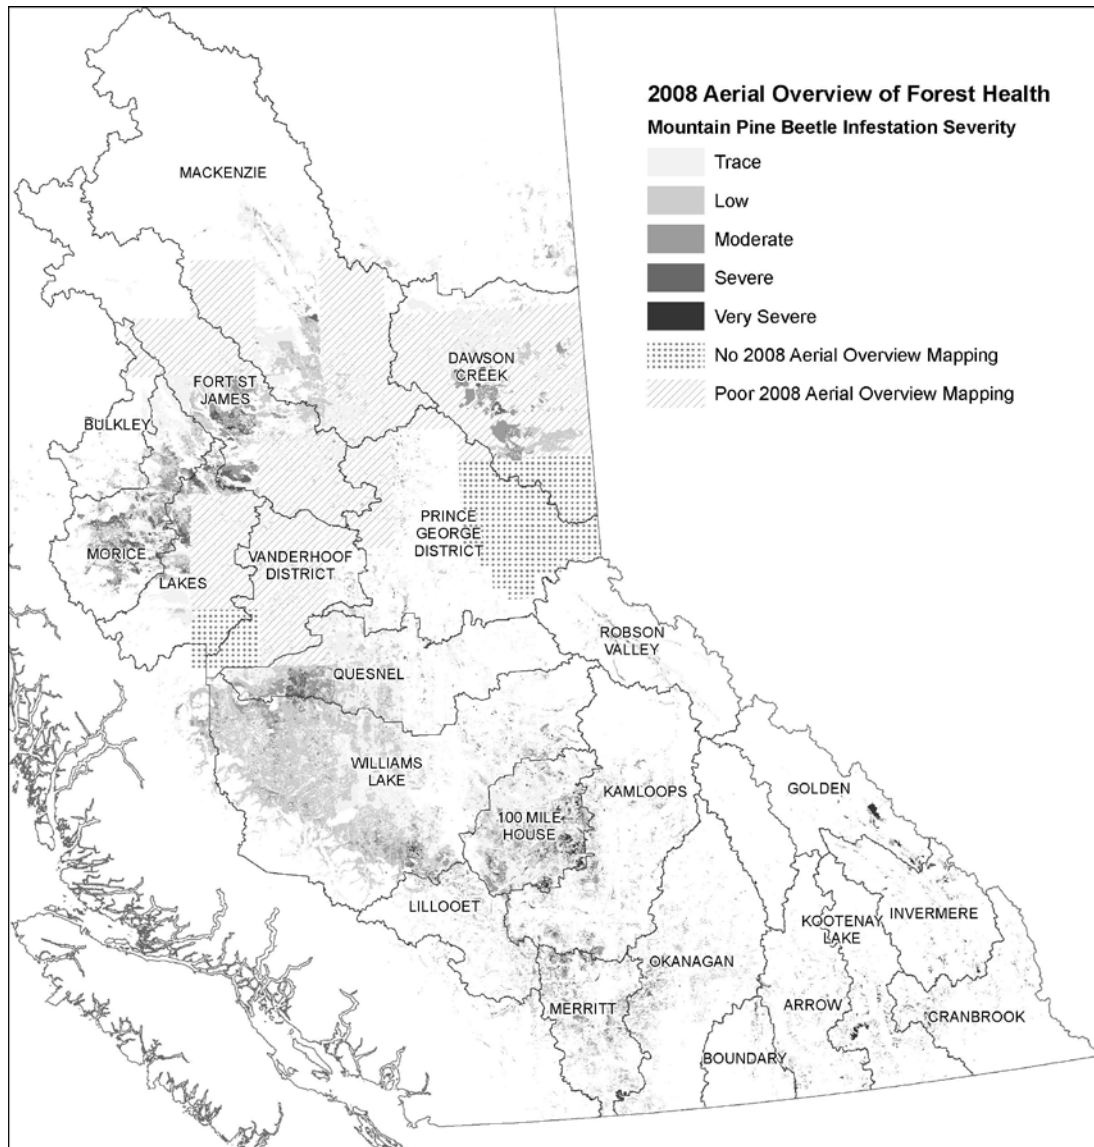 2008 Aerial Overview of Forest Health
Mountain Pine Beetle Infestation Severity
Trace
Low
Moderate
Severe
Very Severe
No 2008 Aerial Overview Mapping
Poor 2008 Aerial Overview Mapping
MACKENZIE
DAWSON
CREEK
FORT ST
JAMES
BULKLEY
PRINCE
GEORGE
DISTRICT
MORICE
LAKES
VANDERHOOF
DISTRICT
ROBSON
VALLEY
QUESNEL
WILLIAMS
LAKE
KAMLOOPS
GOLDEN
100 MILE
HOUSE
LILLOOET
KOOTENAY
LAKE
INVERMERE
OKANAGAN
MERRITT
ARROW
CRANBROOK
BOUNDARY